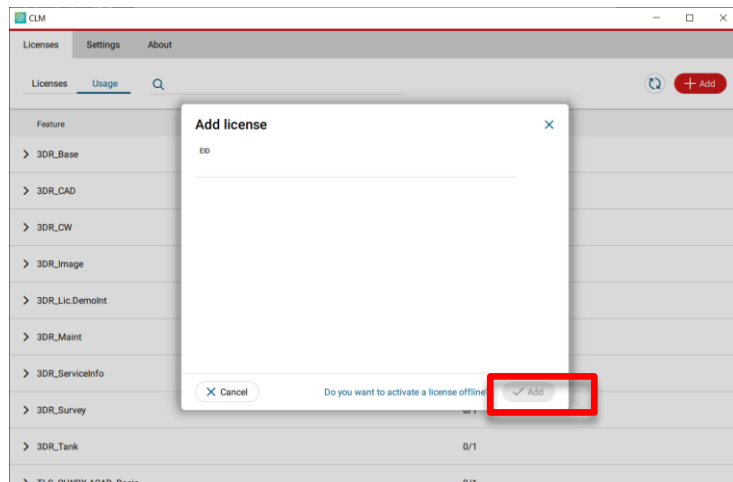 CLM
Licenses Settings About
Licenses Usage
+ Add
Feature
Add license
EID
3DR_Base
3DR_CAD
3DR_CW
3DR_Image
3DR_Lic.DemoInt
3DR_Maint
3DR_ServiceInfo
Cancel Do you want to activate a license offline? Add
3DR_Survey 0/1
3DR_Tank 0/1